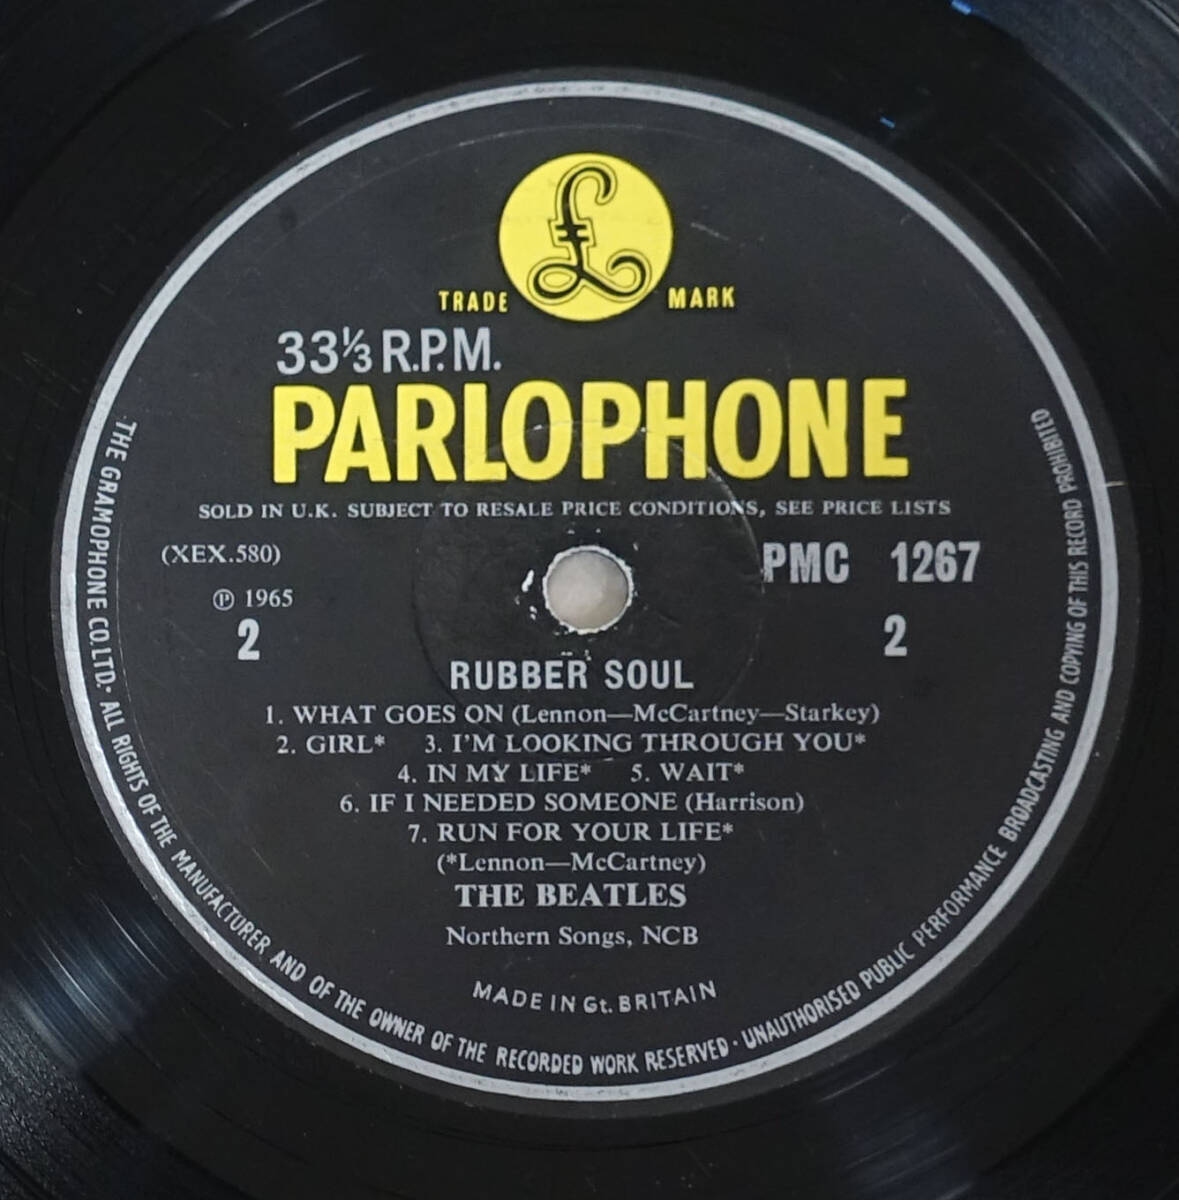 £
TRADE MARK
33⅓ R.P.M.
PARLOPHONE
SOLD IN U.K. SUBJECT TO RESALE PRICE CONDITIONS, SEE PRICE LISTS
(XEX.580)
PMC 1267
℗ 1965
2
2
RUBBER SOUL
1. WHAT GOES ON (Lennon—McCartney—Starkey)
2. GIRL* 3. I'M LOOKING THROUGH YOU*
4. IN MY LIFE* 5. WAIT*
6. IF I NEEDED SOMEONE (Harrison)
7. RUN FOR YOUR LIFE*
(*Lennon—McCartney)
THE BEATLES
Northern Songs, NCB
MADE IN Gt. BRITAIN
THE GRAMOPHONE CO. LTD. · ALL RIGHTS OF THE MANUFACTURER AND OF THE OWNER OF THE RECORDED WORK RESERVED · UNAUTHORISED PUBLIC PERFORMANCE BROADCASTING AND COPYING OF THIS RECORD PROHIBITED